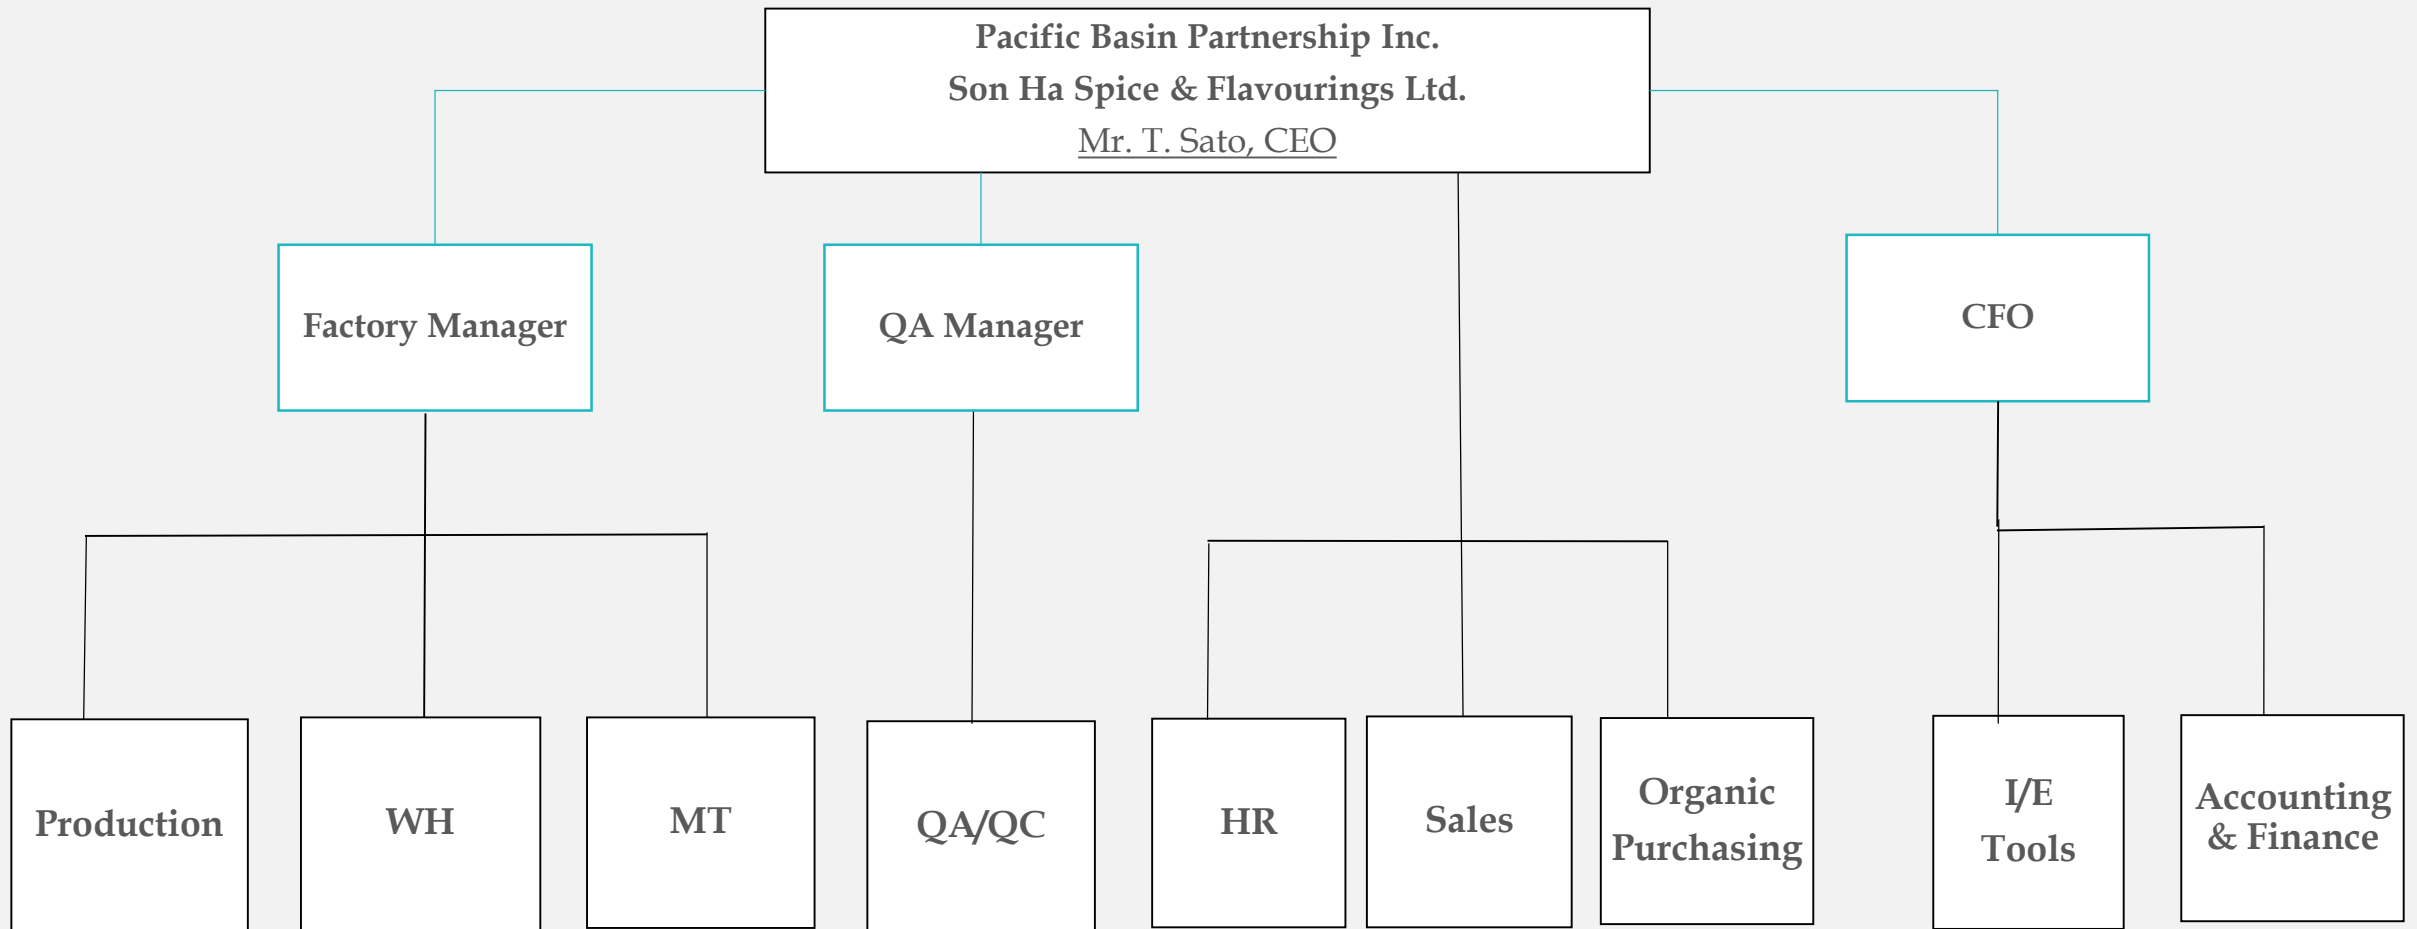 Pacific Basin Partnership Inc.
Son Ha Spice & Flavourings Ltd.
Mr. T. Sato, CEO
Factory Manager
QA Manager
CFO
Production
WH
MT
QA/QC
HR
Sales
Organic
Purchasing
I/E
Tools
Accounting
& Finance